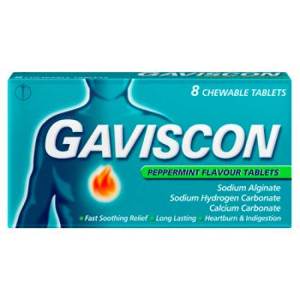 8 CHEWABLE TABLETS
GAVISCON
PEPPERMINT FLAVOUR TABLETS
Sodium Alginate
Sodium Hydrogen Carbonate
Calcium Carbonate
• Fast Soothing Relief • Long Lasting • Heartburn & Indigestion